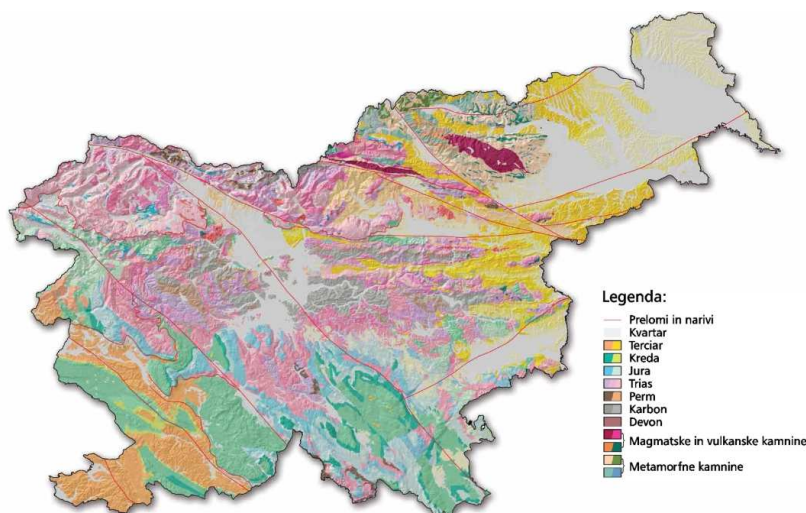 Legenda:
Prelomi in narivi
Kvartar
Terciar
Kreda
Jura
Trias
Perm
Karbon
Devon
Magmatske in vulkanske kamnine
Metamorfne kamnine